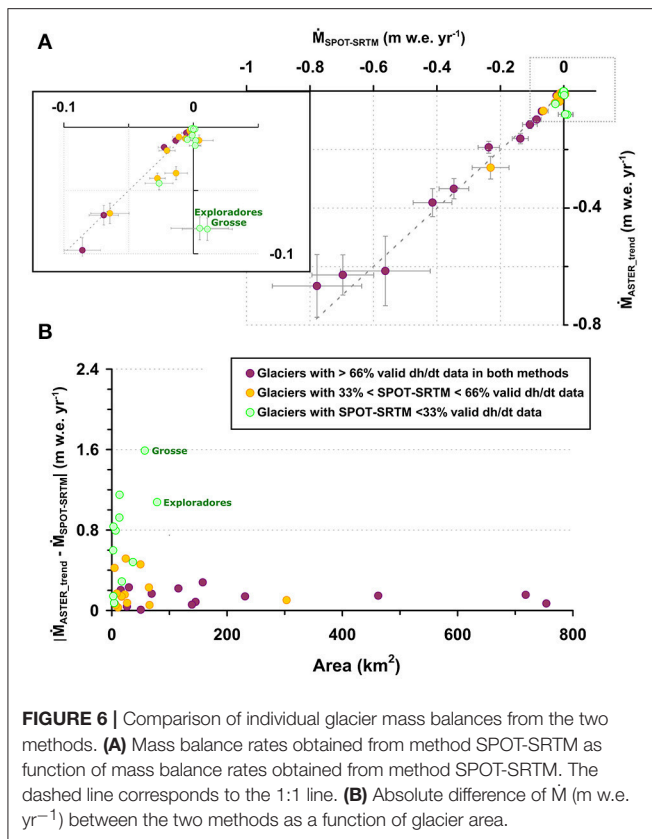 A
Ṁ SPOT-SRTM (m w.e. yr⁻¹)
-1 -0.8 -0.6 -0.4 -0.2 0
0
-0.4
-0.8
Ṁ ASTER_trend (m w.e. yr⁻¹)
-0.1 0
Exploradores
Grosse
-0.1
B
2.4
1.6
0.8
0
|Ṁ ASTER_trend - Ṁ SPOT-SRTM| (m w.e. yr⁻¹)
Glaciers with > 66% valid dh/dt data in both methods
Glaciers with 33% < SPOT-SRTM < 66% valid dh/dt data
Glaciers with SPOT-SRTM <33% valid dh/dt data
Grosse
Exploradores
0 200 400 600 800
Area (km²)
FIGURE 6 | Comparison of individual glacier mass balances from the two
methods. (A) Mass balance rates obtained from method SPOT-SRTM as
function of mass balance rates obtained from method SPOT-SRTM. The
dashed line corresponds to the 1:1 line. (B) Absolute difference of Ṁ (m w.e.
yr−1) between the two methods as a function of glacier area.